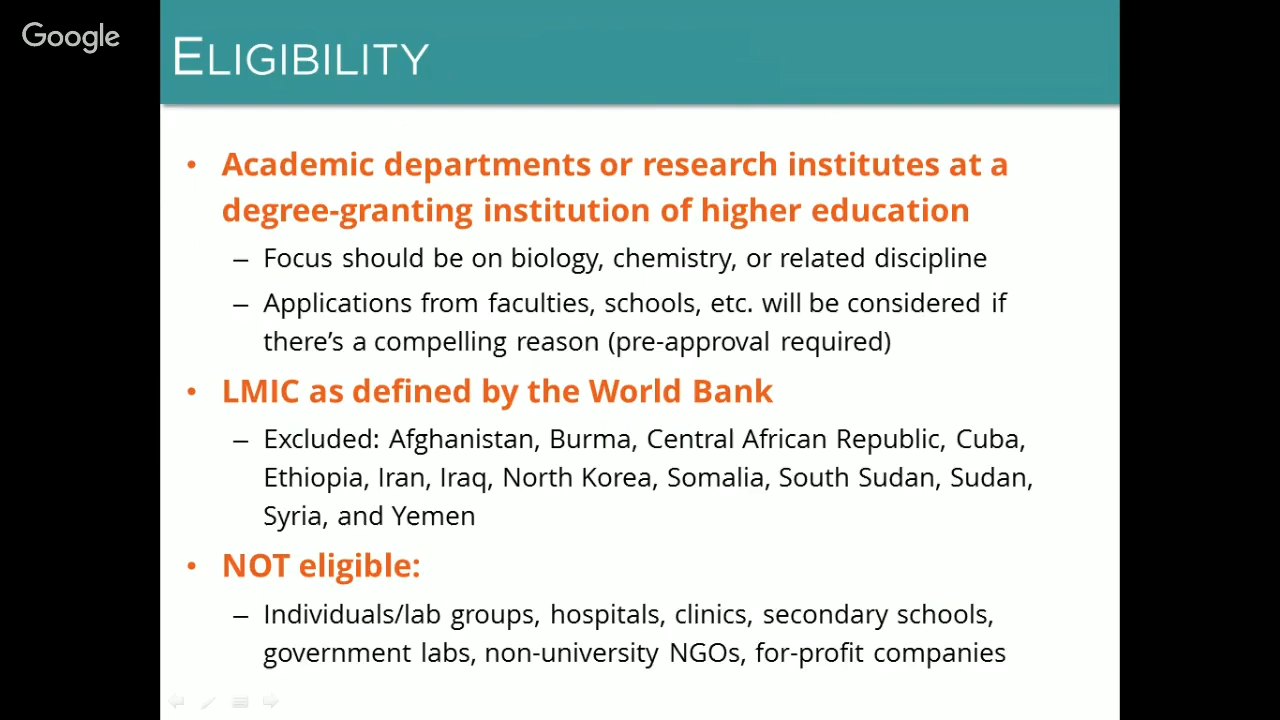 Google
ELIGIBILITY
• Academic departments or research institutes at a
degree-granting institution of higher education
– Focus should be on biology, chemistry, or related discipline
– Applications from faculties, schools, etc. will be considered if
there’s a compelling reason (pre-approval required)
• LMIC as defined by the World Bank
– Excluded: Afghanistan, Burma, Central African Republic, Cuba,
Ethiopia, Iran, Iraq, North Korea, Somalia, South Sudan, Sudan,
Syria, and Yemen
• NOT eligible:
– Individuals/lab groups, hospitals, clinics, secondary schools,
government labs, non-university NGOs, for-profit companies